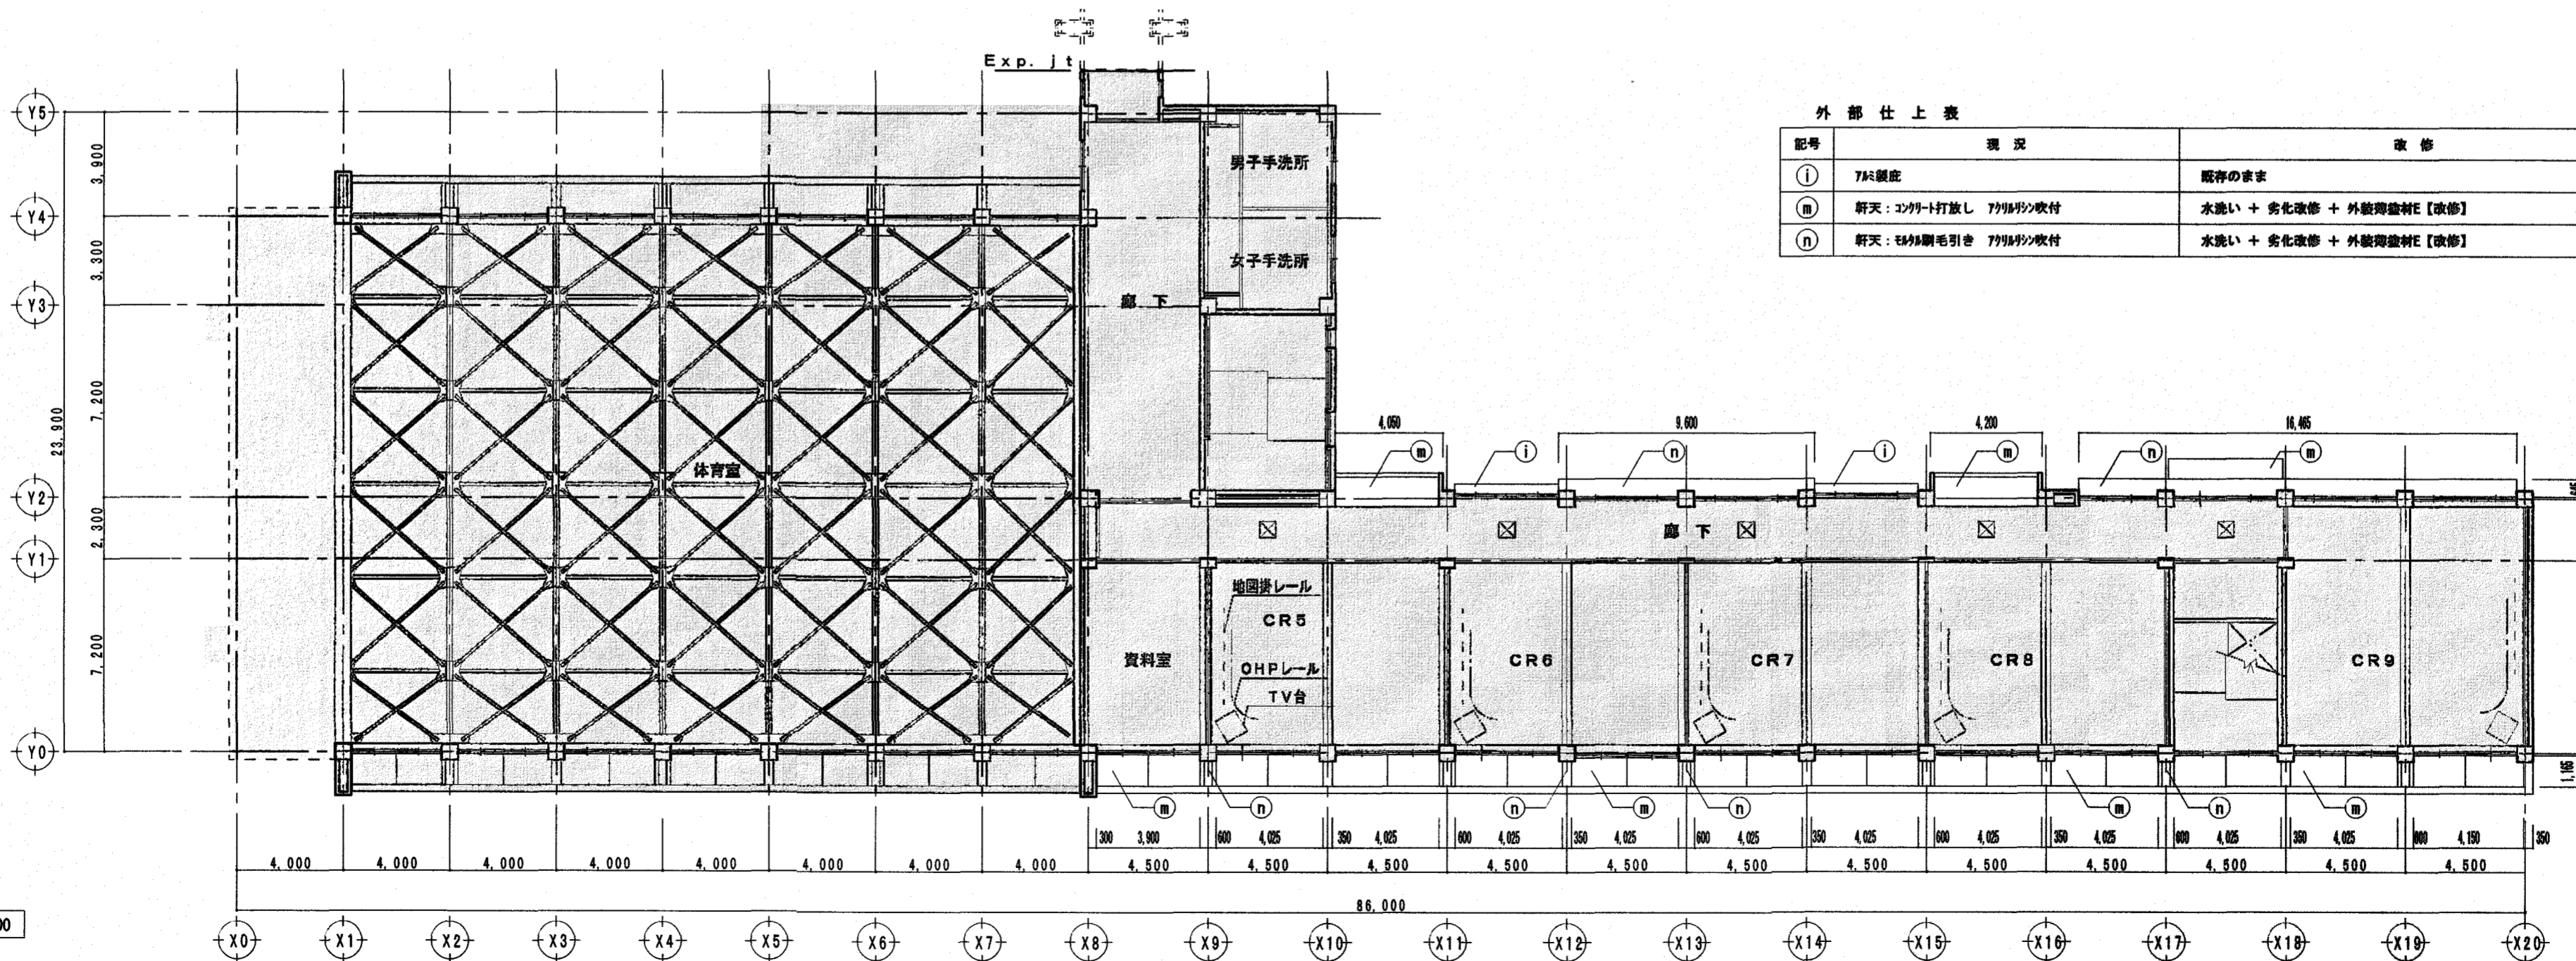 Exp. jt
外部仕上表
記号 現況 改修
i アルミ製庇 既存のまま
m 軒天：コンクリート打放し アクリルリシン吹付 水洗い ＋ 劣化改修 ＋ 外装薄塗材E【改修】
n 軒天：モルタル刷毛引き アクリルリシン吹付 水洗い ＋ 劣化改修 ＋ 外装薄塗材E【改修】
Y5
Y4
Y3
Y2
Y1
Y0
3,900
3,300
7,200
2,300
7,200
23,900
男子手洗所
女子手洗所
廊下
体育室
4,050 9,600 4,200 16,465
m i n i m n m
廊下
地図掛レール
CR5
OHPレール
TV台
資料室
CR6
CR7
CR8
CR9
1,165
m n n m n m n m
300 3,900 600 4,025 350 4,025 600 4,025 350 4,025 600 4,025 350 4,025 600 4,025 350 4,025 600 4,025 350 4,025 600 4,150 350
4,000 4,000 4,000 4,000 4,000 4,000 4,000 4,000 4,500 4,500 4,500 4,500 4,500 4,500 4,500 4,500 4,500 4,500 4,500 4,500
86,000
X0 X1 X2 X3 X4 X5 X6 X7 X8 X9 X10 X11 X12 X13 X14 X15 X16 X17 X18 X19 X20